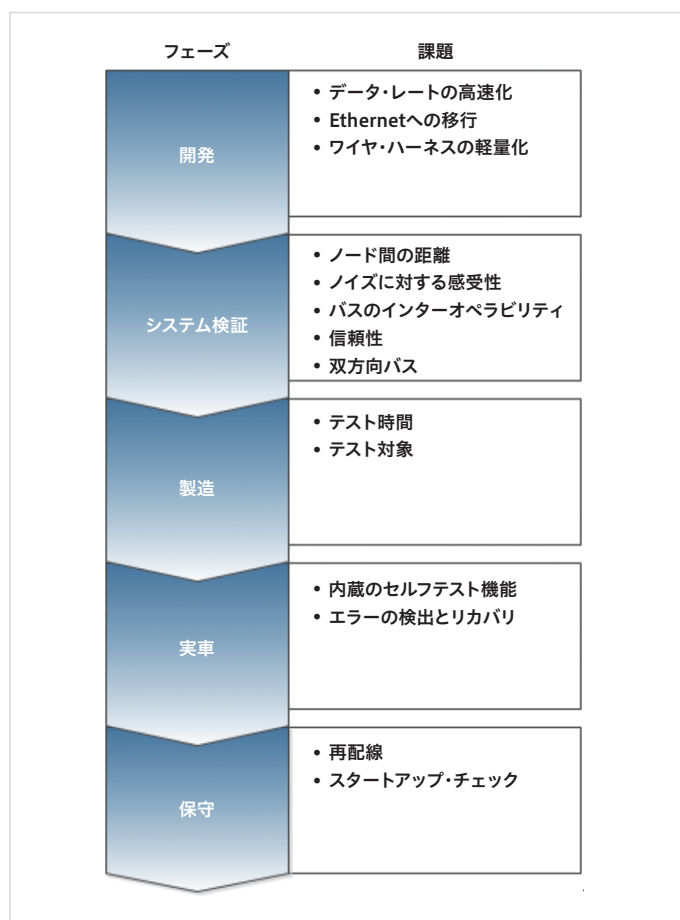 フェーズ
課題
開発
• データ・レートの高速化
• Ethernetへの移行
• ワイヤ・ハーネスの軽量化
システム検証
• ノード間の距離
• ノイズに対する感受性
• バスのインターオペラビリティ
• 信頼性
• 双方向バス
製造
• テスト時間
• テスト対象
実車
• 内蔵のセルフテスト機能
• エラーの検出とリカバリ
保守
• 再配線
• スタートアップ・チェック